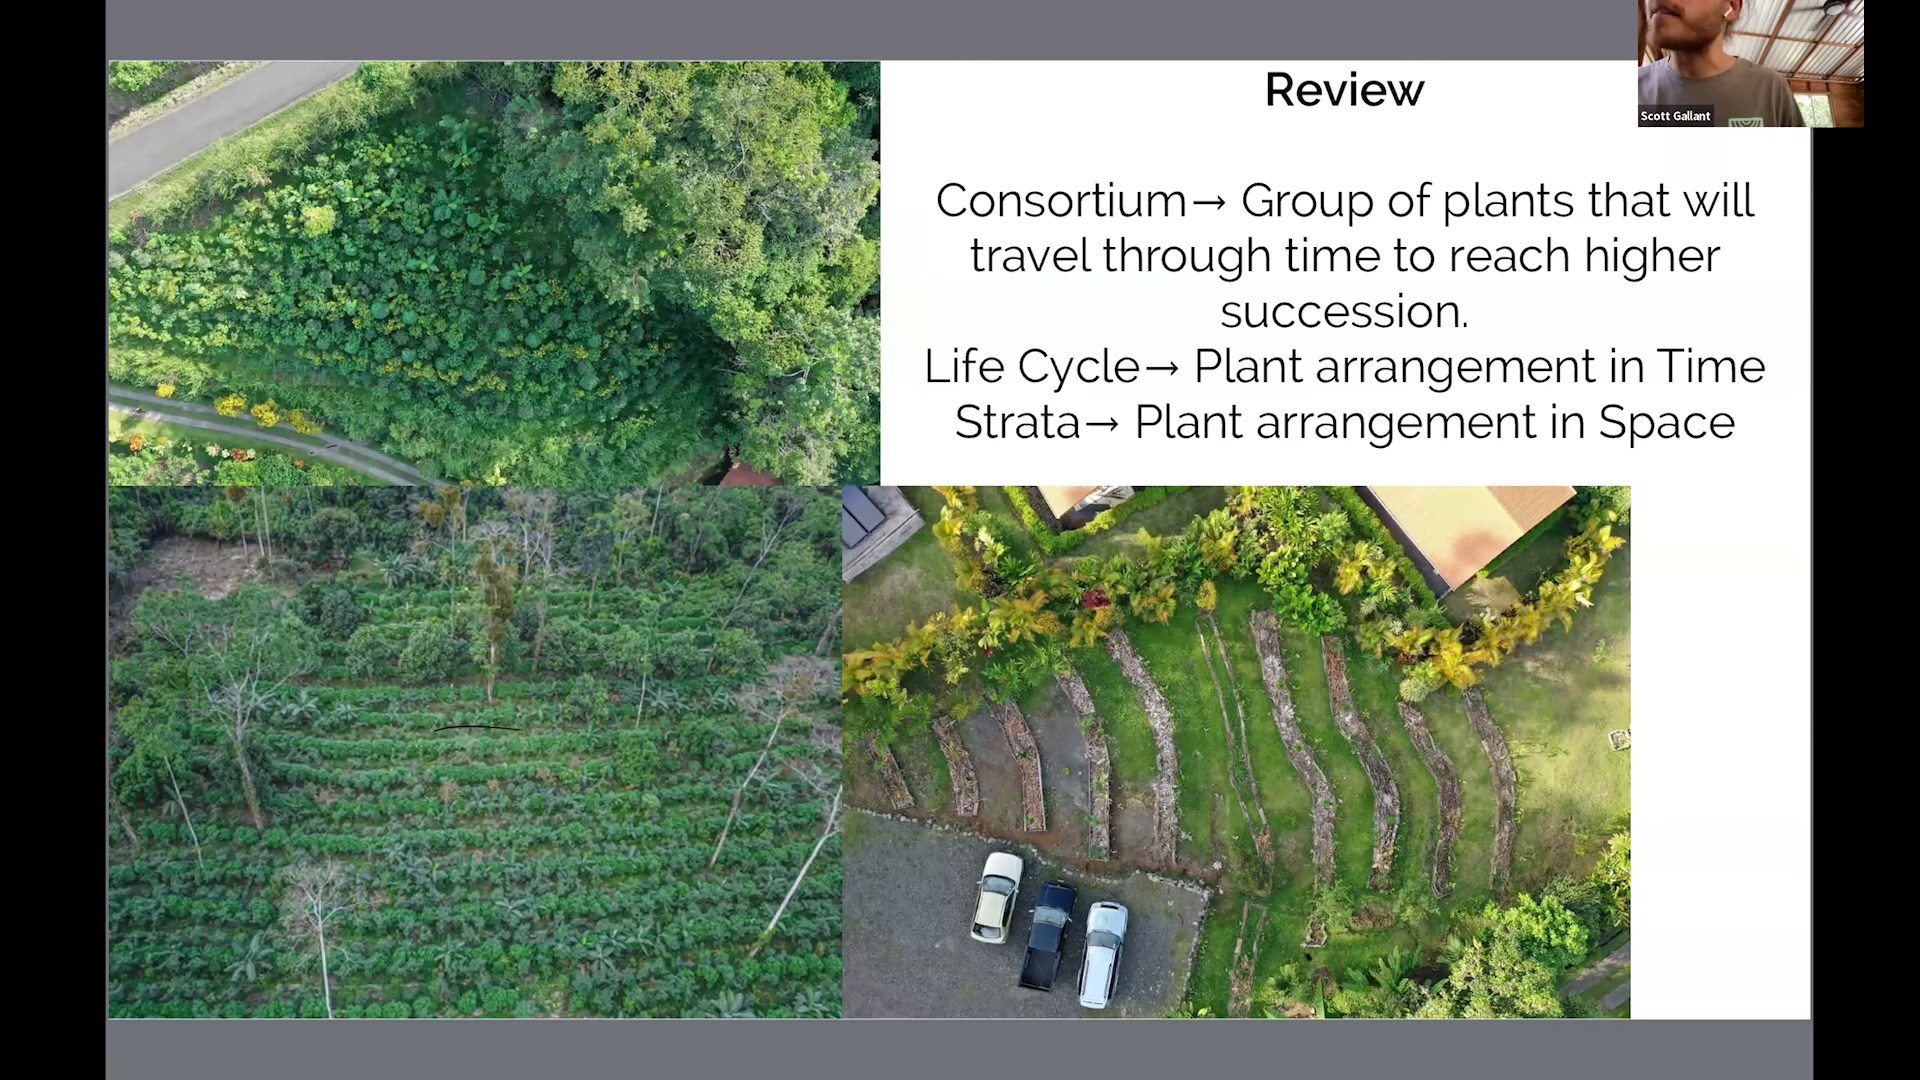 Review
Scott Gallant
Consortium→ Group of plants that will
travel through time to reach higher
succession.
Life Cycle→ Plant arrangement in Time
Strata→ Plant arrangement in Space